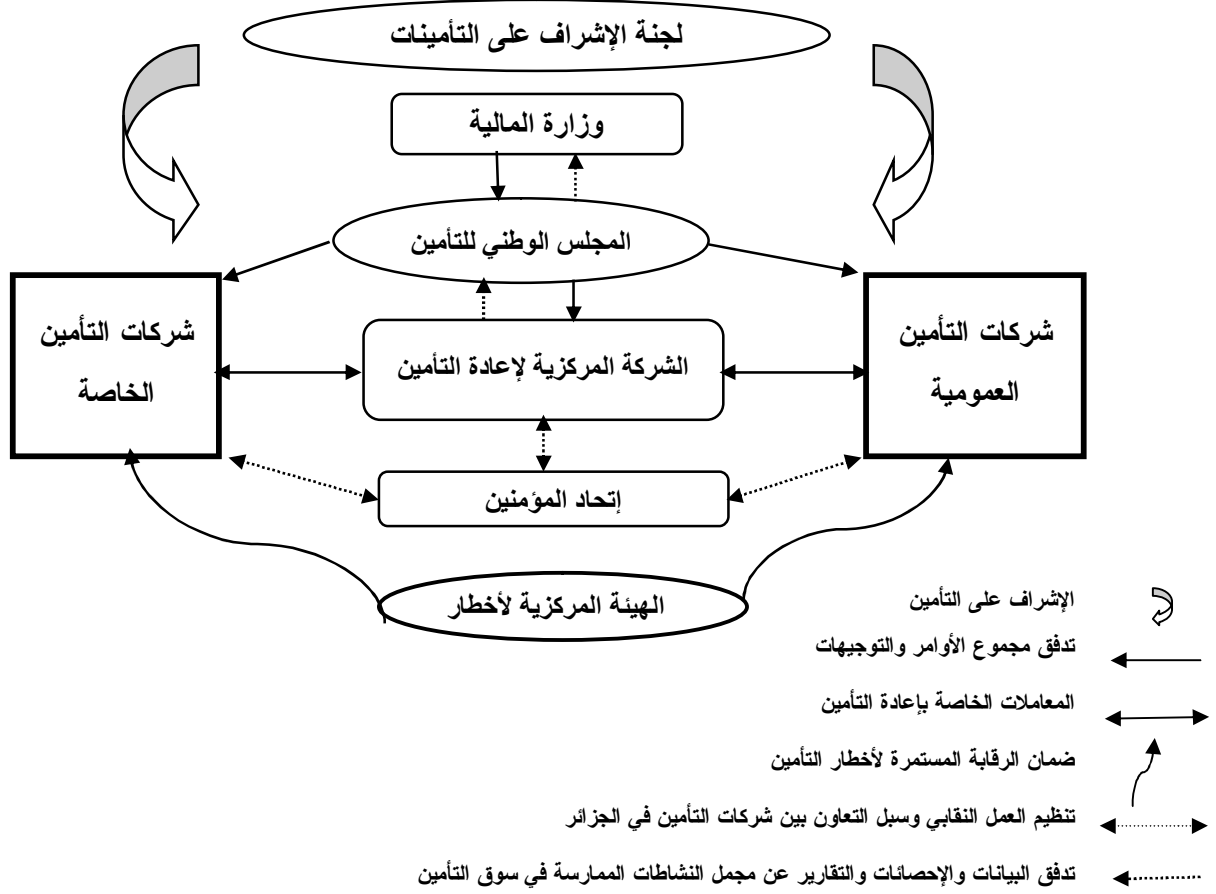 لجنة الإشراف على التأمينات
وزارة المالية
المجلس الوطني للتأمين
شركات التأمين
العمومية
الشركة المركزية لإعادة التأمين
شركات التأمين
الخاصة
إتحاد المؤمنين
الهيئة المركزية لأخطار
الإشراف على التأمين
تدفق مجموع الأوامر والتوجيهات
المعاملات الخاصة بإعادة التأمين
ضمان الرقابة المستمرة لأخطار التأمين
تنظيم العمل النقابي وسبل التعاون بين شركات التأمين في الجزائر
تدفق البيانات والإحصائات والتقارير عن مجمل النشاطات الممارسة في سوق التأمين